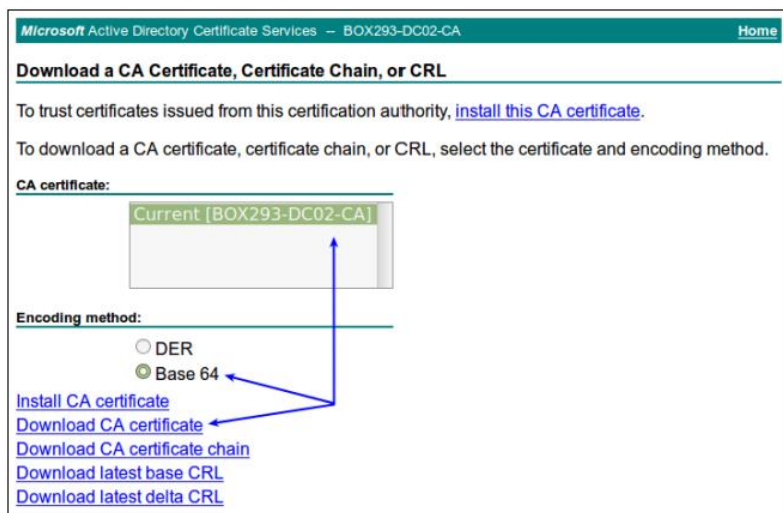 Microsoft Active Directory Certificate Services -- BOX293-DC02-CA Home
Download a CA Certificate, Certificate Chain, or CRL
To trust certificates issued from this certification authority, install this CA certificate.
To download a CA certificate, certificate chain, or CRL, select the certificate and encoding method.
CA certificate:
Current [BOX293-DC02-CA]
Encoding method:
DER
Base 64
Install CA certificate
Download CA certificate
Download CA certificate chain
Download latest base CRL
Download latest delta CRL